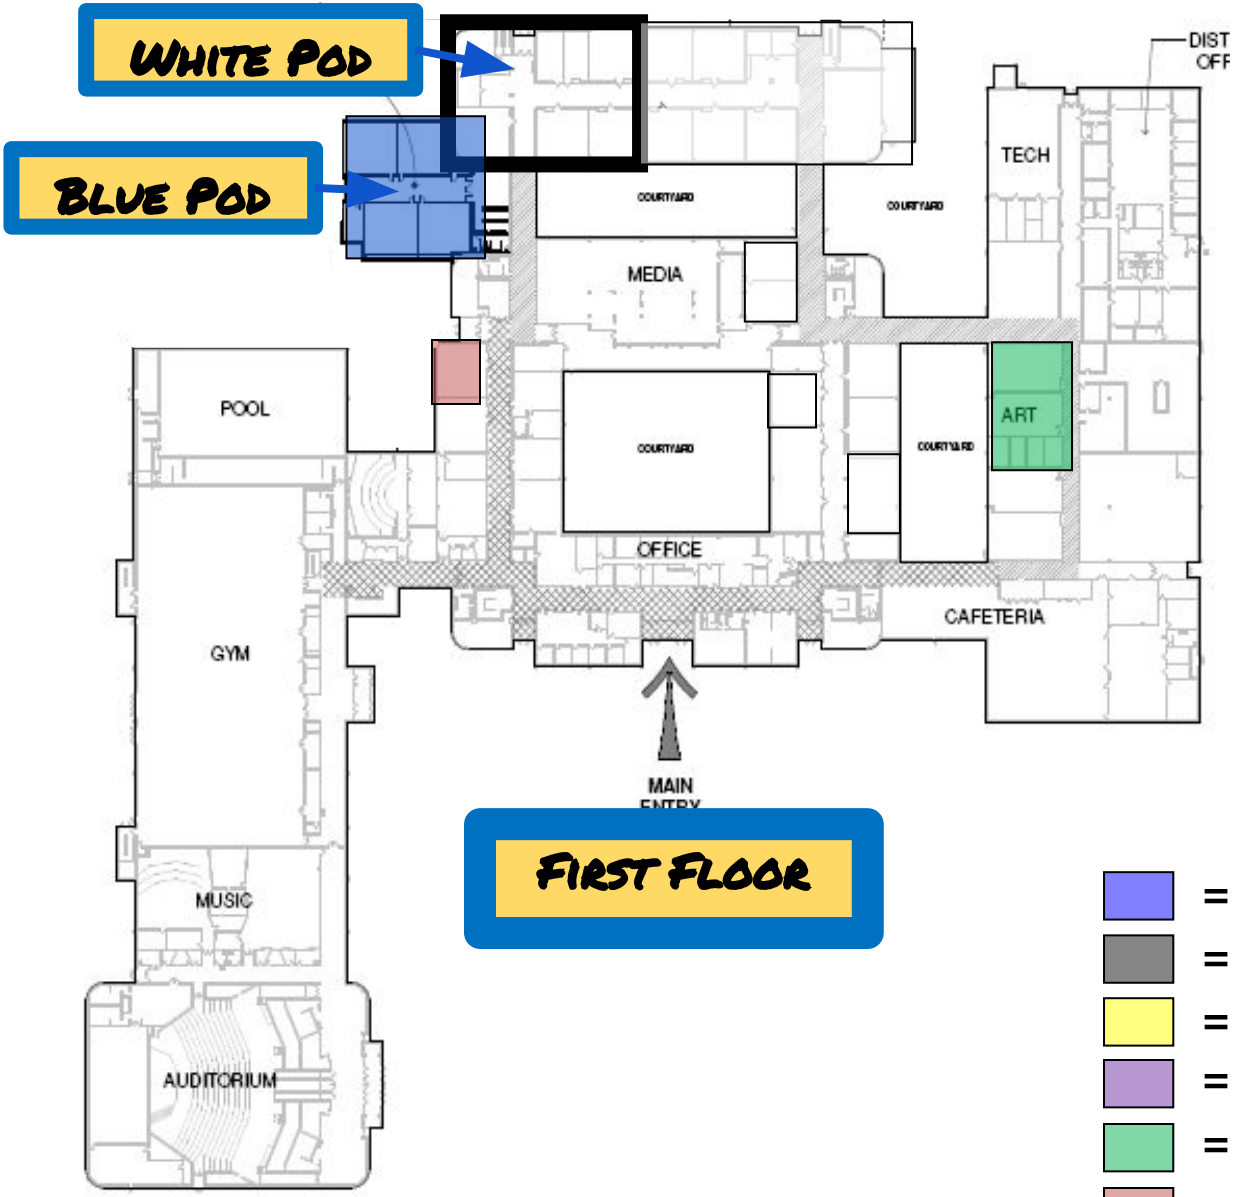 WHITE POD
DIST
OFF
BLUE POD
TECH
COURTYARD
COURTYARD
MEDIA
POOL
ART
COURTYARD
COURTYARD
OFFICE
CAFETERIA
GYM
MAIN
ENTRY
FIRST FLOOR
MUSIC
=
=
=
=
=
AUDITORIUM